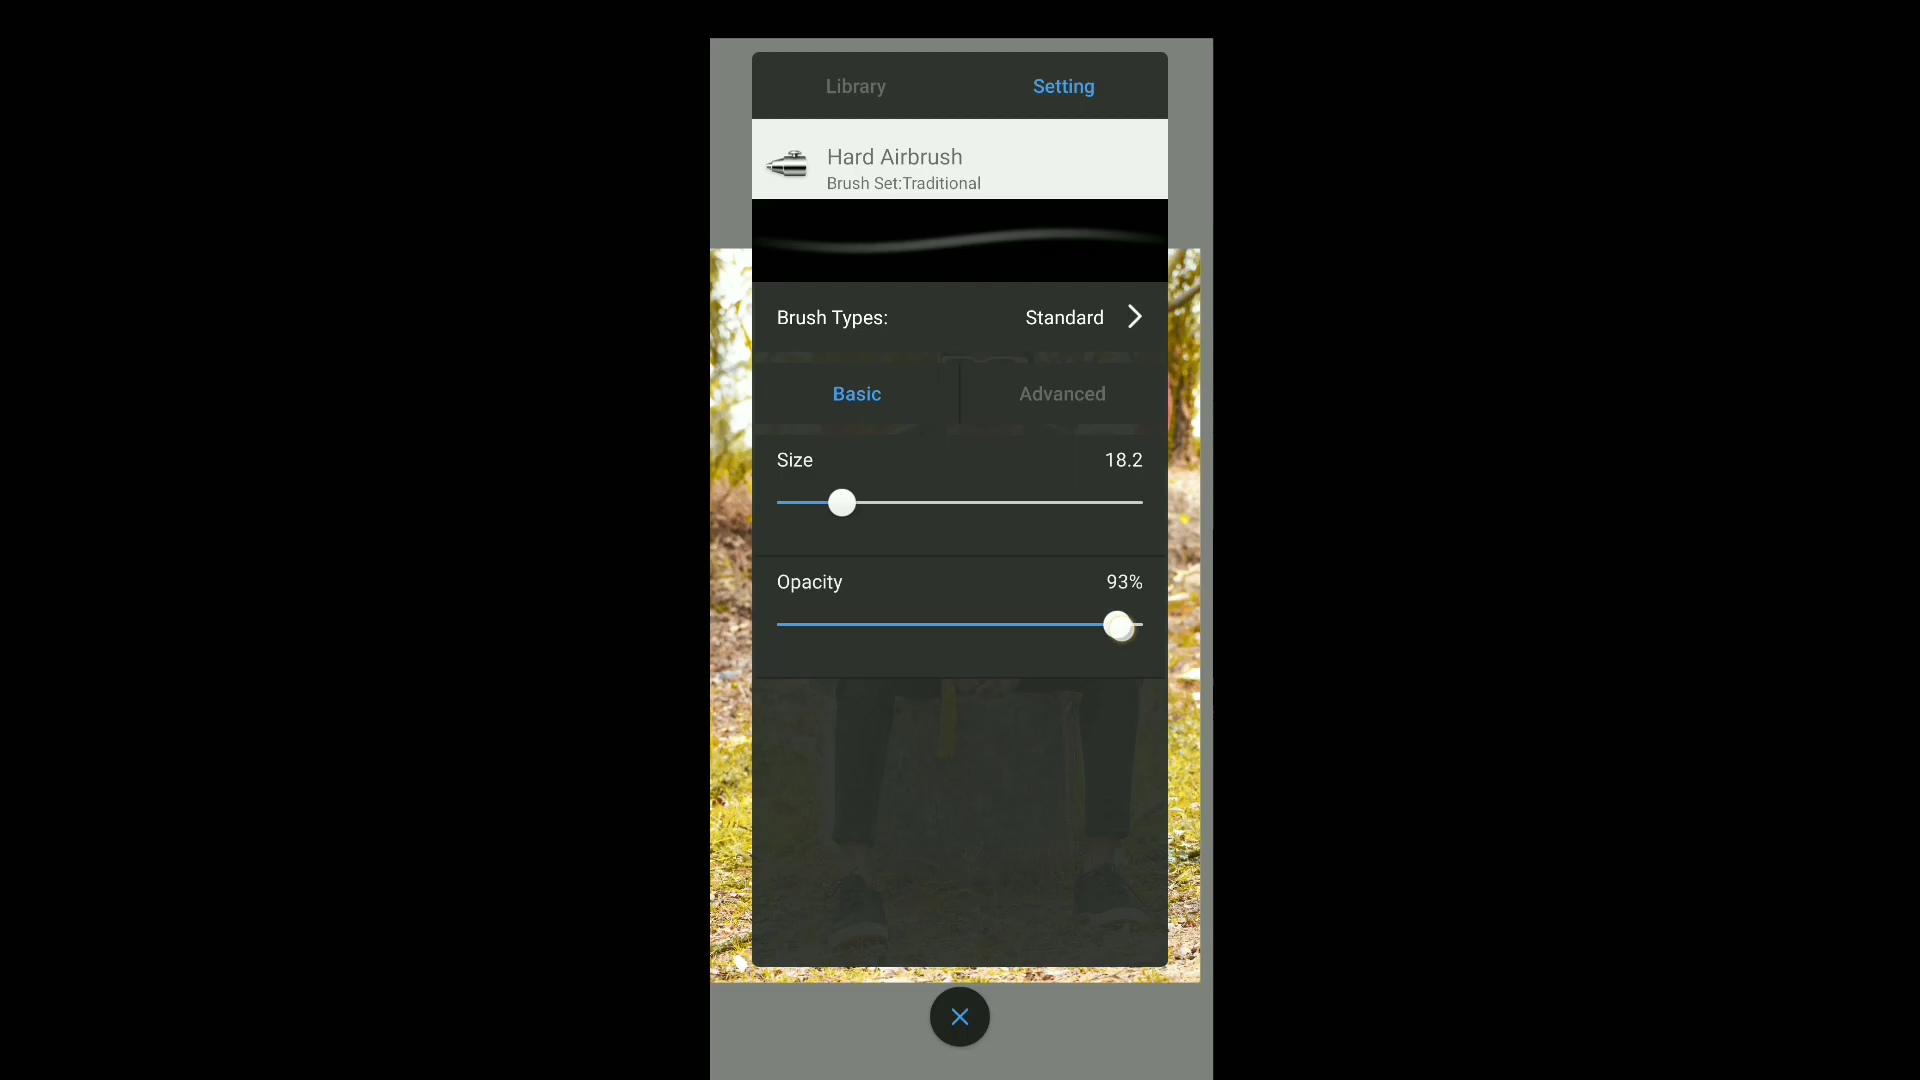 Library Setting
Hard Airbrush
Brush Set:Traditional
Brush Types: Standard
Basic Advanced
Size 18.2
Opacity 93%